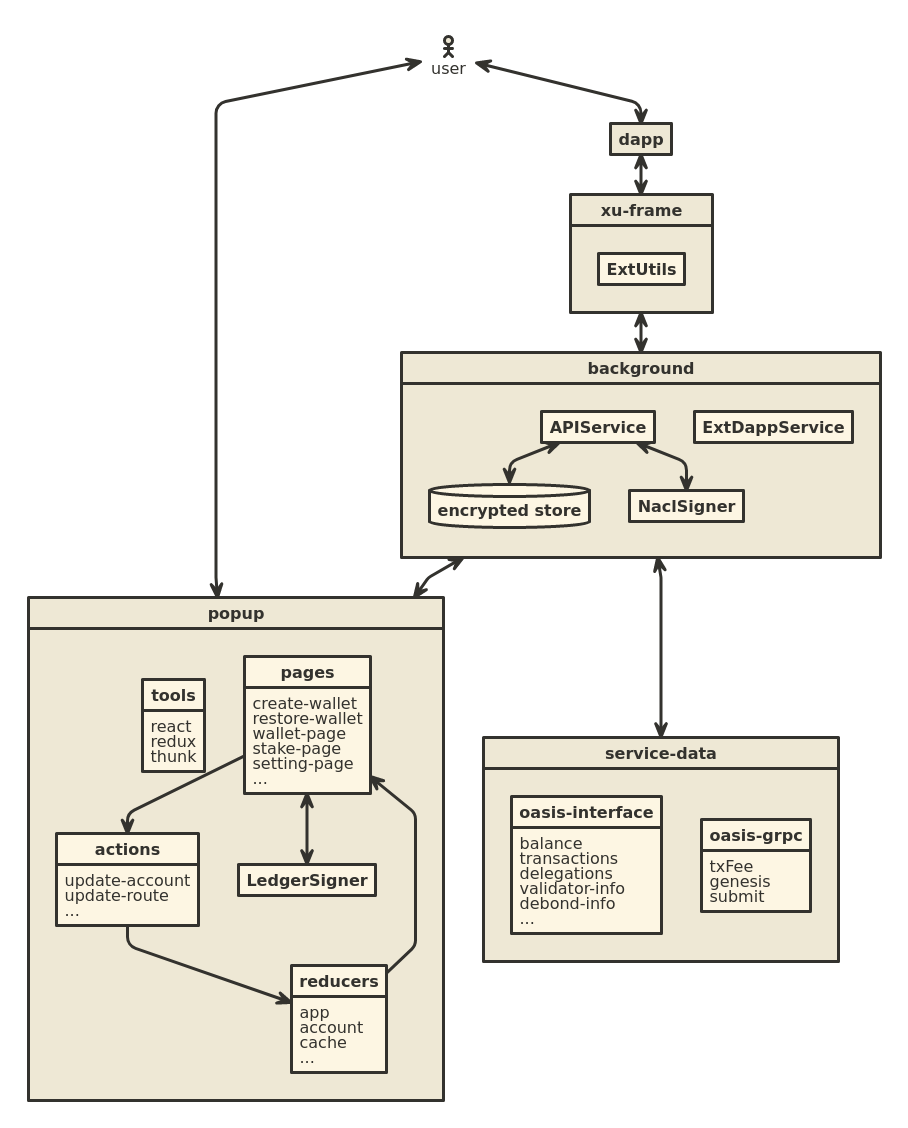 user
dapp
xu-frame
ExtUtils
background
APIService
ExtDappService
encrypted store
NaclSigner
popup
tools
react
redux
thunk
pages
create-wallet
restore-wallet
wallet-page
stake-page
setting-page
...
actions
update-account
update-route
...
LedgerSigner
reducers
app
account
cache
...
service-data
oasis-interface
balance
transactions
delegations
validator-info
debond-info
...
oasis-grpc
txFee
genesis
submit